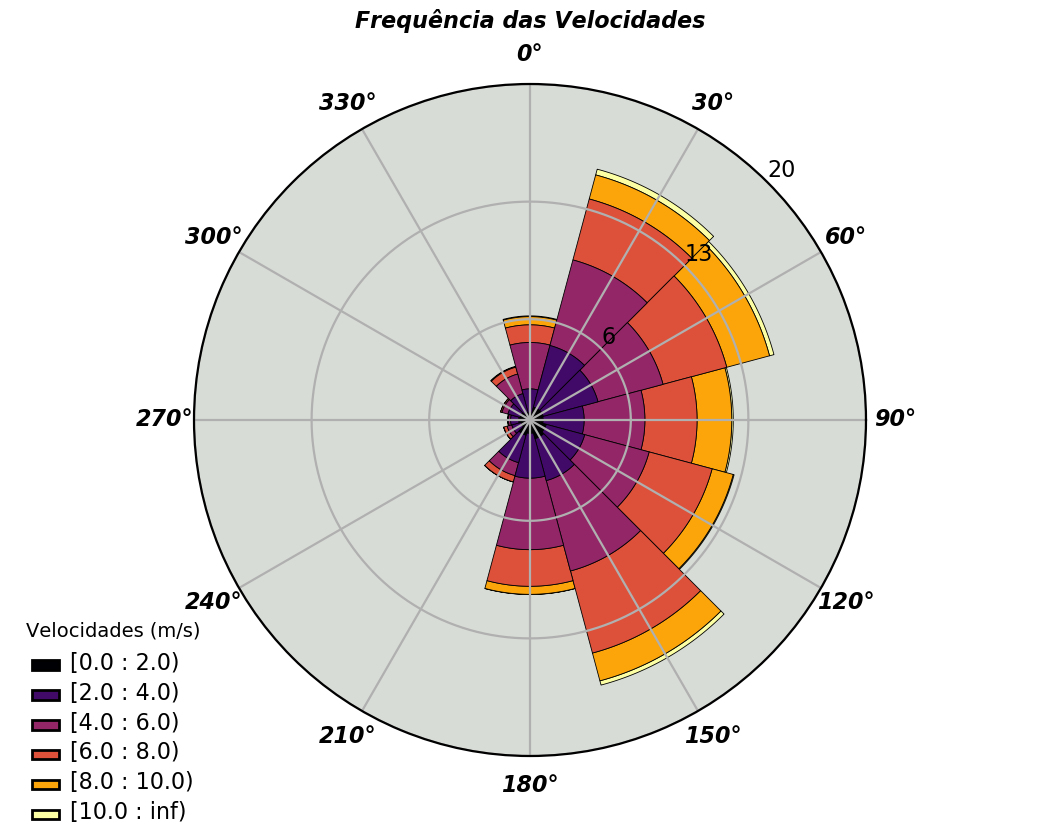 Frequência das Velocidades
0°
330°
30°
20
300°
60°
13
6
270°
90°
240°
120°
210°
150°
180°
Velocidades (m/s)
[0.0 : 2.0)
[2.0 : 4.0)
[4.0 : 6.0)
[6.0 : 8.0)
[8.0 : 10.0)
[10.0 : inf)